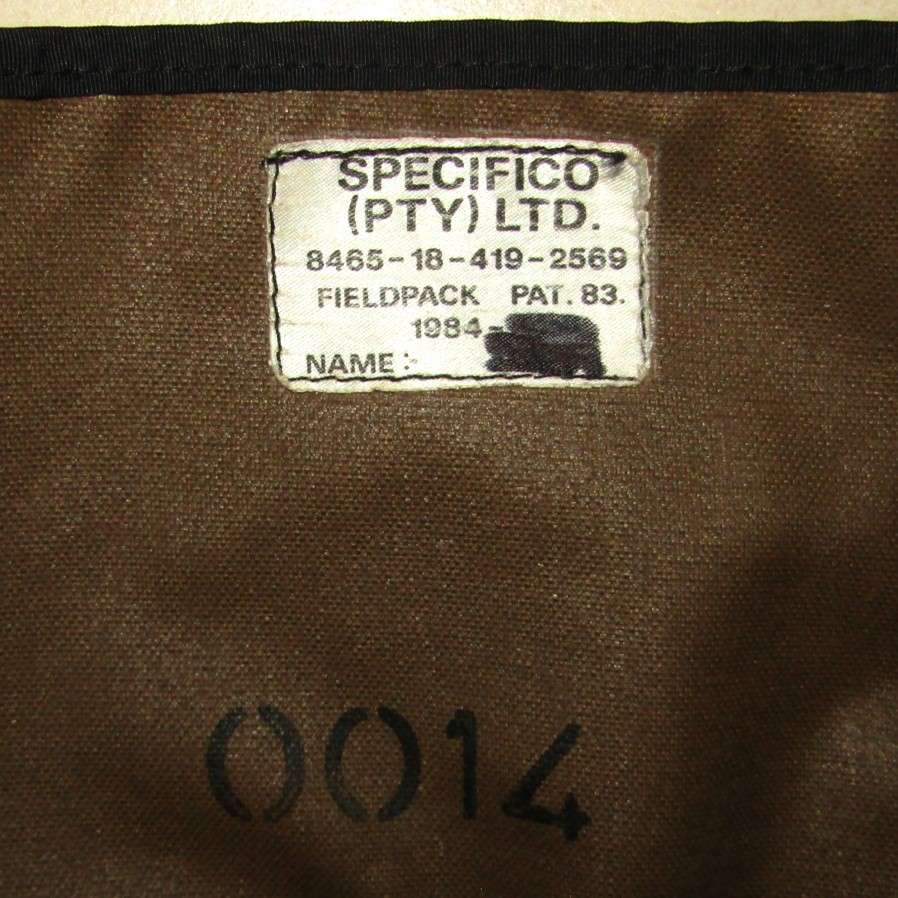 SPECIFICO
(PTY) LTD.
8465-18-419-2569
FIELDPACK PAT. 83.
1984-
NAME :-
0014